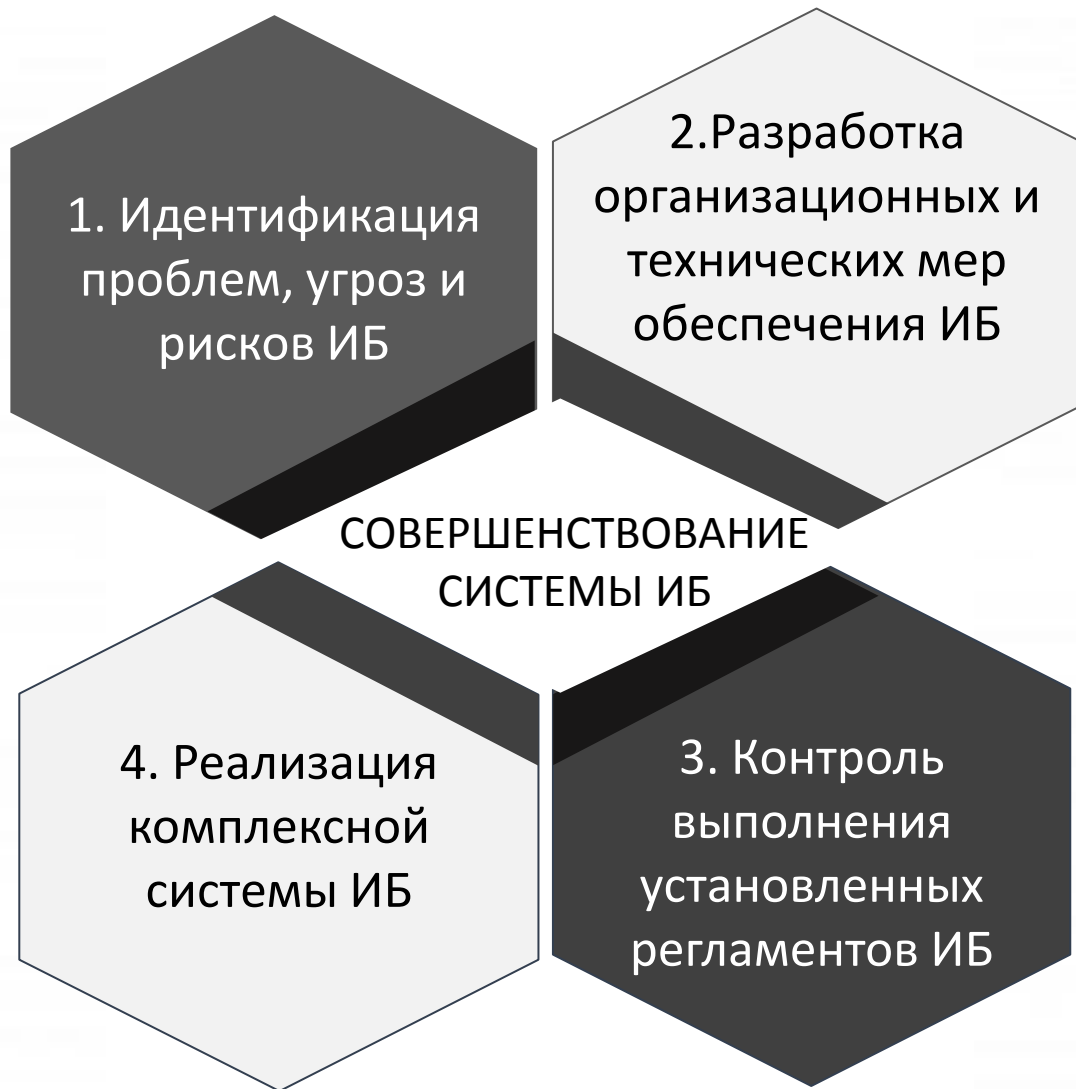 1. Идентификация
проблем, угроз и
рисков ИБ
2.Разработка
организационных и
технических мер
обеспечения ИБ
СОВЕРШЕНСТВОВАНИЕ
СИСТЕМЫ ИБ
4. Реализация
комплексной
системы ИБ
3. Контроль
выполнения
установленных
регламентов ИБ